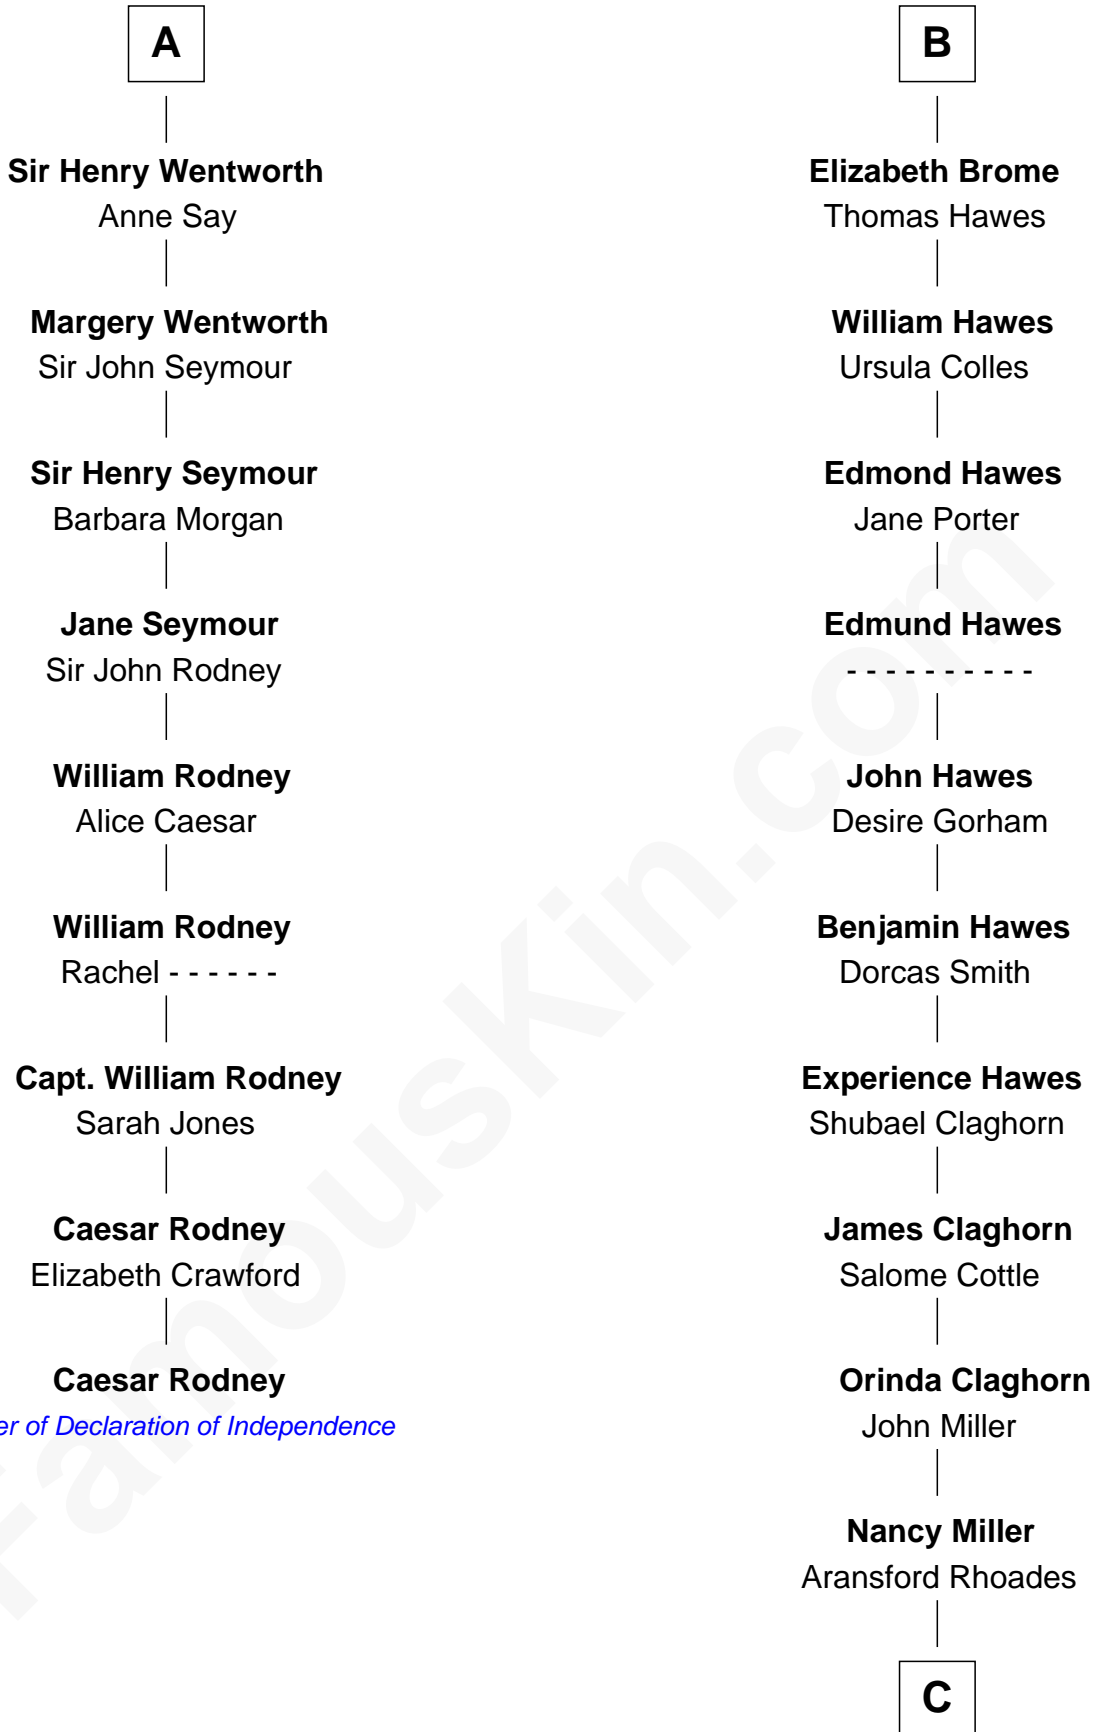 A
Sir Henry Wentworth
Anne Say
Margery Wentworth
Sir John Seymour
Sir Henry Seymour
Barbara Morgan
Jane Seymour
Sir John Rodney
William Rodney
Alice Caesar
William Rodney
Rachel - - - - - -
Capt. William Rodney
Sarah Jones
Caesar Rodney
Elizabeth Crawford
Caesar Rodney
er of Declaration of Independence
B
Elizabeth Brome
Thomas Hawes
William Hawes
Ursula Colles
Edmond Hawes
Jane Porter
Edmund Hawes
- - - - - - - - - -
John Hawes
Desire Gorham
Benjamin Hawes
Dorcas Smith
Experience Hawes
Shubael Claghorn
James Claghorn
Salome Cottle
Orinda Claghorn
John Miller
Nancy Miller
Aransford Rhoades
C
FamousKin.com